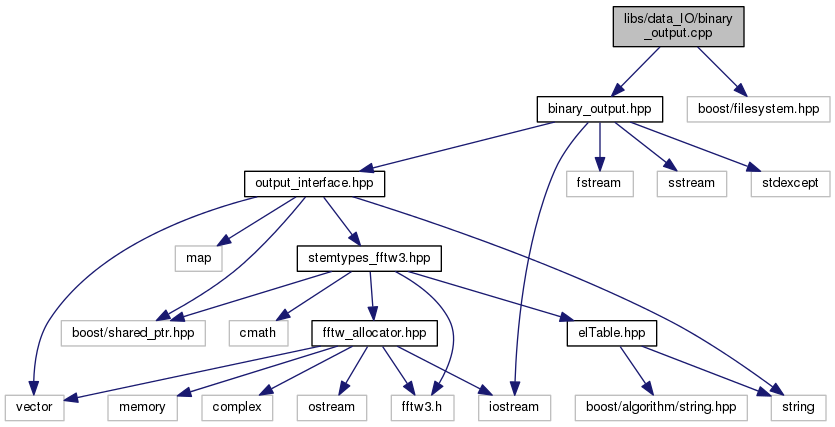 libs/data_IO/binary
_output.cpp
binary_output.hpp
boost/filesystem.hpp
output_interface.hpp
fstream
sstream
stdexcept
map
stemtypes_fftw3.hpp
boost/shared_ptr.hpp
cmath
fftw_allocator.hpp
elTable.hpp
vector
memory
complex
ostream
fftw3.h
iostream
boost/algorithm/string.hpp
string